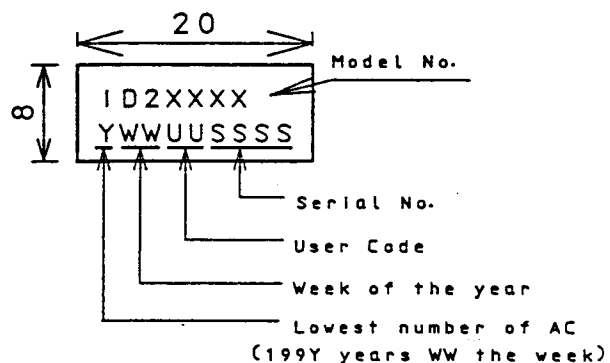 20
Model No.
8
ID2XXXX
YWWUUSSSS
Serial No.
User Code
Week of the year
Lowest number of AC
(199Y years WW the week)